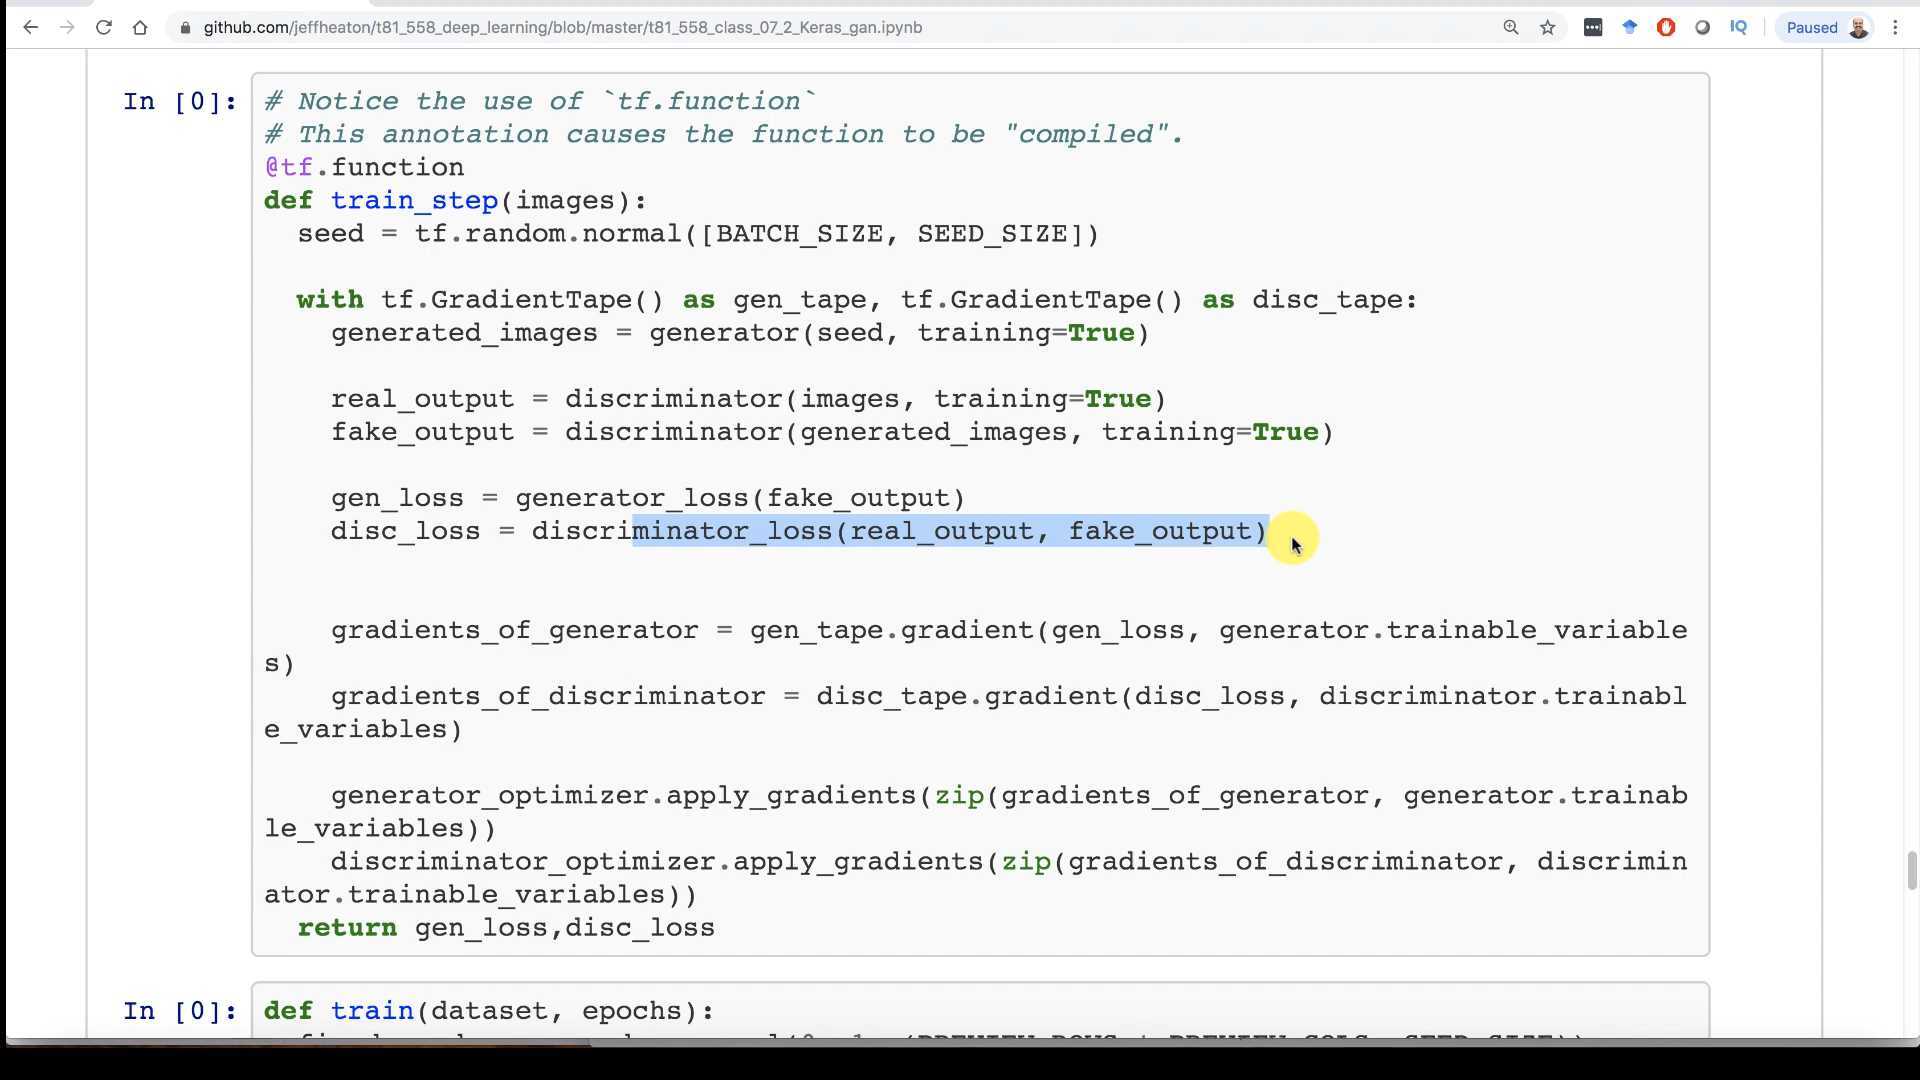 github.com/jeffheaton/t81_558_deep_learning/blob/master/t81_558_class_07_2_Keras_gan.ipynb
IQ
Paused
In [0]:
# Notice the use of `tf.function`
# This annotation causes the function to be "compiled".
@tf.function
def train_step(images):
  seed = tf.random.normal([BATCH_SIZE, SEED_SIZE])
  with tf.GradientTape() as gen_tape, tf.GradientTape() as disc_tape:
    generated_images = generator(seed, training=True)
    real_output = discriminator(images, training=True)
    fake_output = discriminator(generated_images, training=True)
    gen_loss = generator_loss(fake_output)
    disc_loss = discriminator_loss(real_output, fake_output)
    gradients_of_generator = gen_tape.gradient(gen_loss, generator.trainable_variable
s)
    gradients_of_discriminator = disc_tape.gradient(disc_loss, discriminator.trainabl
e_variables)
    generator_optimizer.apply_gradients(zip(gradients_of_generator, generator.trainab
le_variables))
    discriminator_optimizer.apply_gradients(zip(gradients_of_discriminator, discrimin
ator.trainable_variables))
  return gen_loss,disc_loss
In [0]:
def train(dataset, epochs):